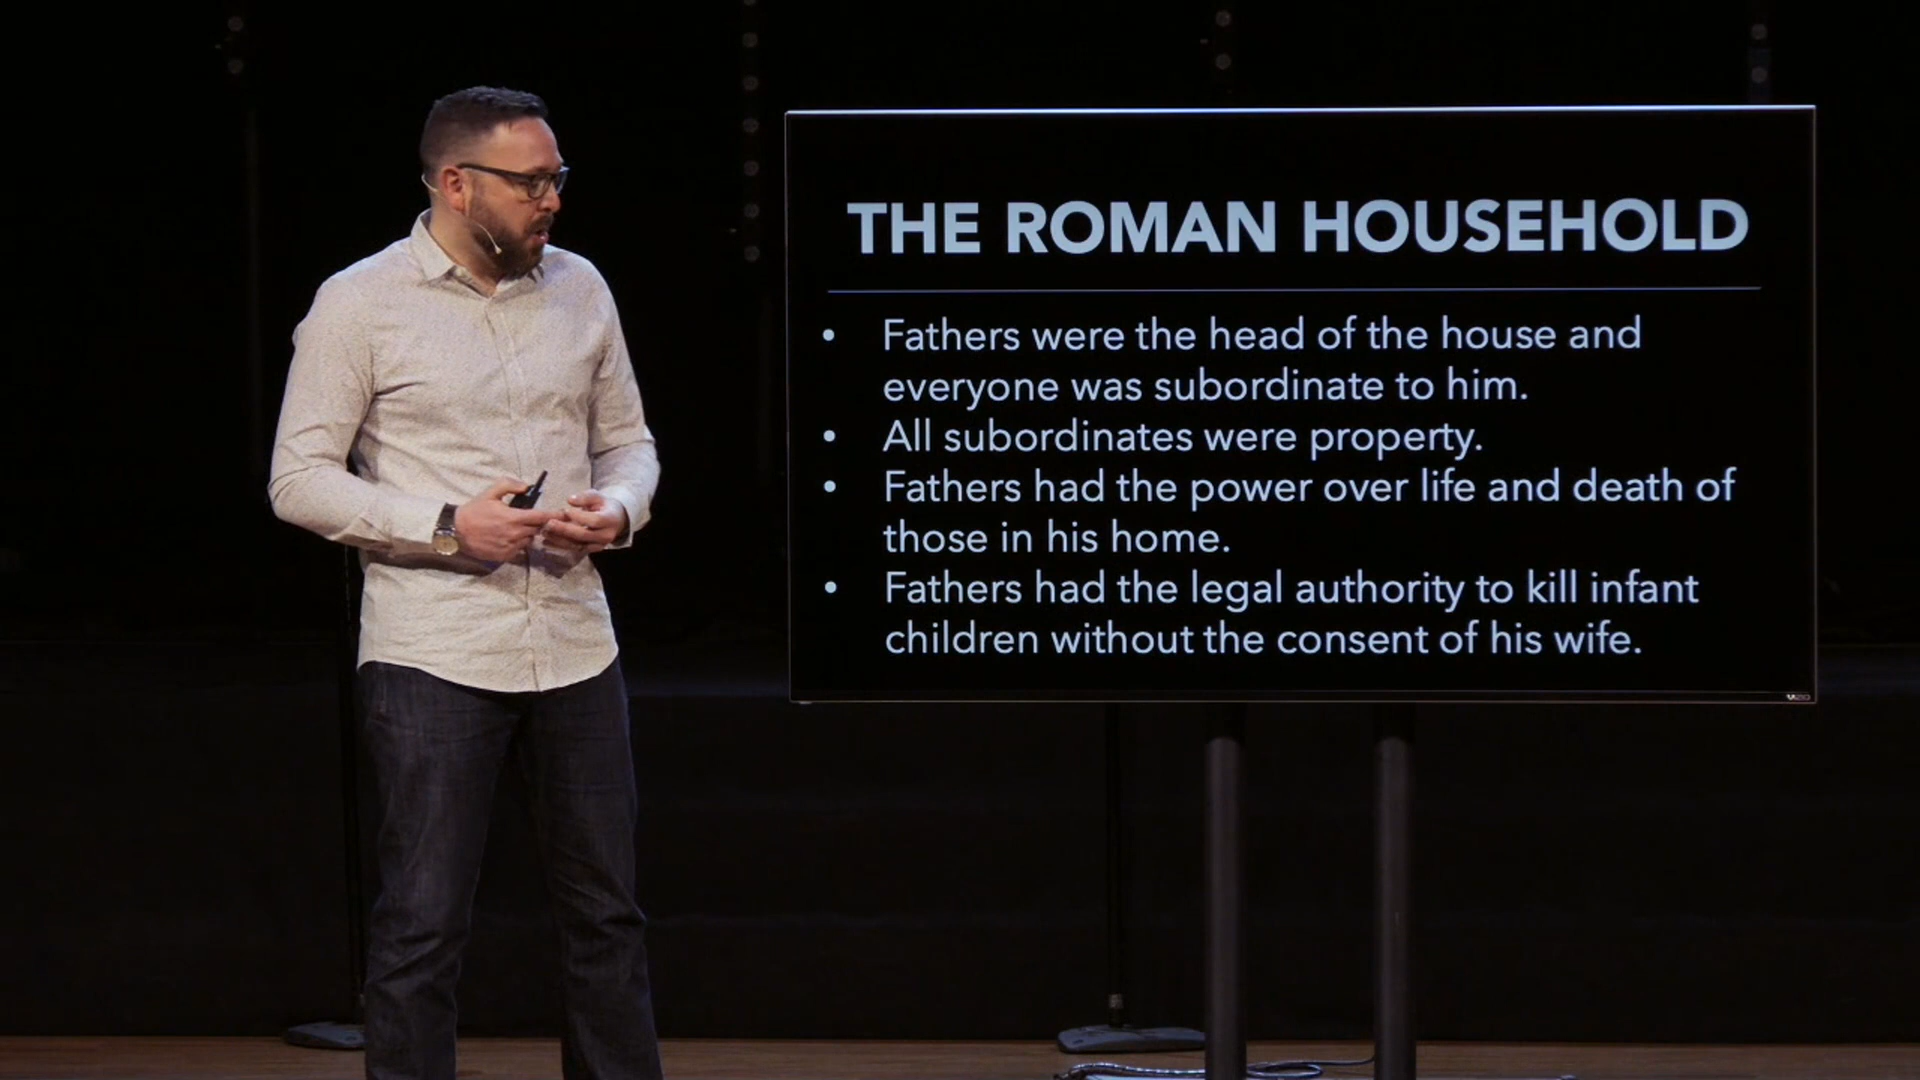 THE ROMAN HOUSEHOLD
• Fathers were the head of the house and
everyone was subordinate to him.
• All subordinates were property.
• Fathers had the power over life and death of
those in his home.
• Fathers had the legal authority to kill infant
children without the consent of his wife.
VIZIO